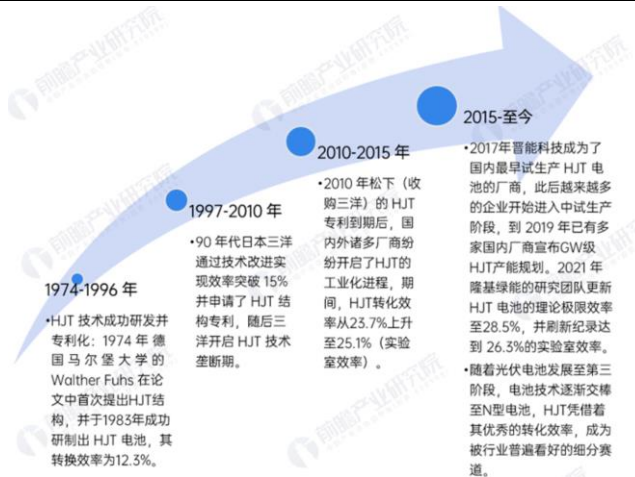 1974-1996 年
•HJT 技术成功研发并
专利化：1974 年 德
国 马 尔 堡 大 学 的
Walther Fuhs 在论
文中首次提出HJT结
构，并于1983年成功
研制出 HJT 电池，其
转换效率为12.3%。
1997-2010 年
•90 年代日本三洋
通过技术改进实
现效率突破 15%
并申请了 HJT 结
构专利，随后三
洋开启 HJT 技术
垄断期。
2010-2015 年
•2010 年松下（收
购三洋）的 HJT
专利到期后，国
内外诸多厂商纷
纷开启了HJT的
工业化进程，期
间，HJT转化效
率从23.7%上升
至25.1%（实验
室效率）。
2015-至今
•2017年晋能科技成为了
国内最早试生产 HJT 电
池的厂商，此后越来越多
的企业开始进入中试生产
阶段，到 2019 年已有多
家国内厂商宣布GW级
HJT产能规划。2021 年
隆基绿能的研究团队更新
HJT 电池的理论极限效率
至28.5%，并刷新纪录达
到 26.3%的实验室效率。
•随着光伏电池发展至第三
阶段，电池技术逐渐交棒
至N型电池，HJT凭借着
其优秀的转化效率，成为
被行业普遍看好的细分赛
道。
前瞻产业研究院